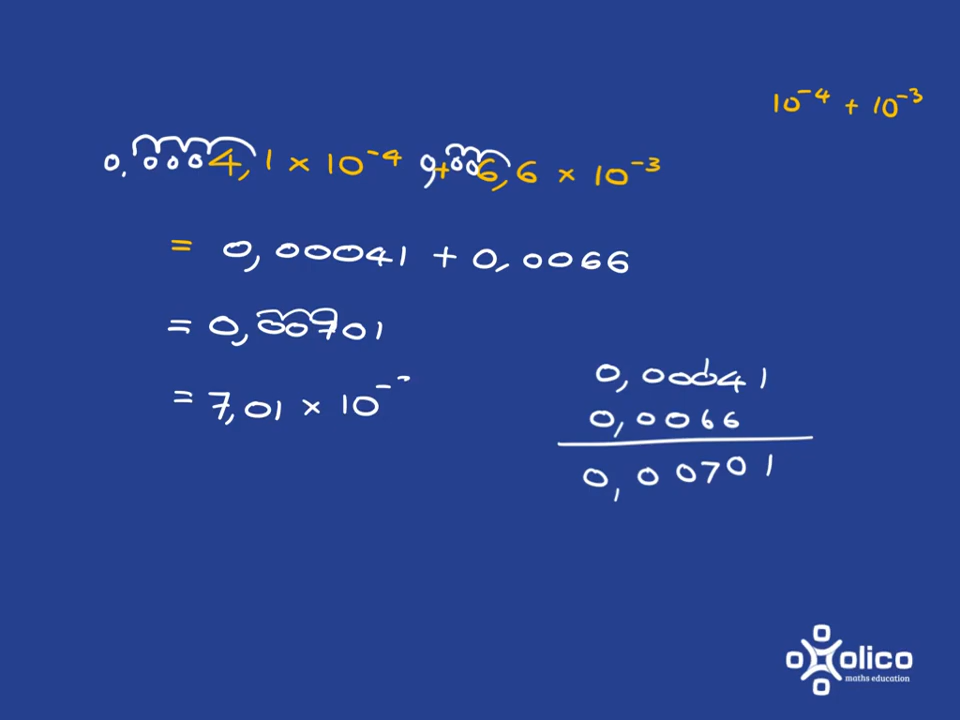 10⁻⁴ + 10⁻³
0,0004,1 × 10⁻⁴ + 0,006,6 × 10⁻³
= 0,00041 + 0,0066
= 0,00701
= 7,01 × 10⁻
0,00041
0,0066
0,00701
olico
maths education